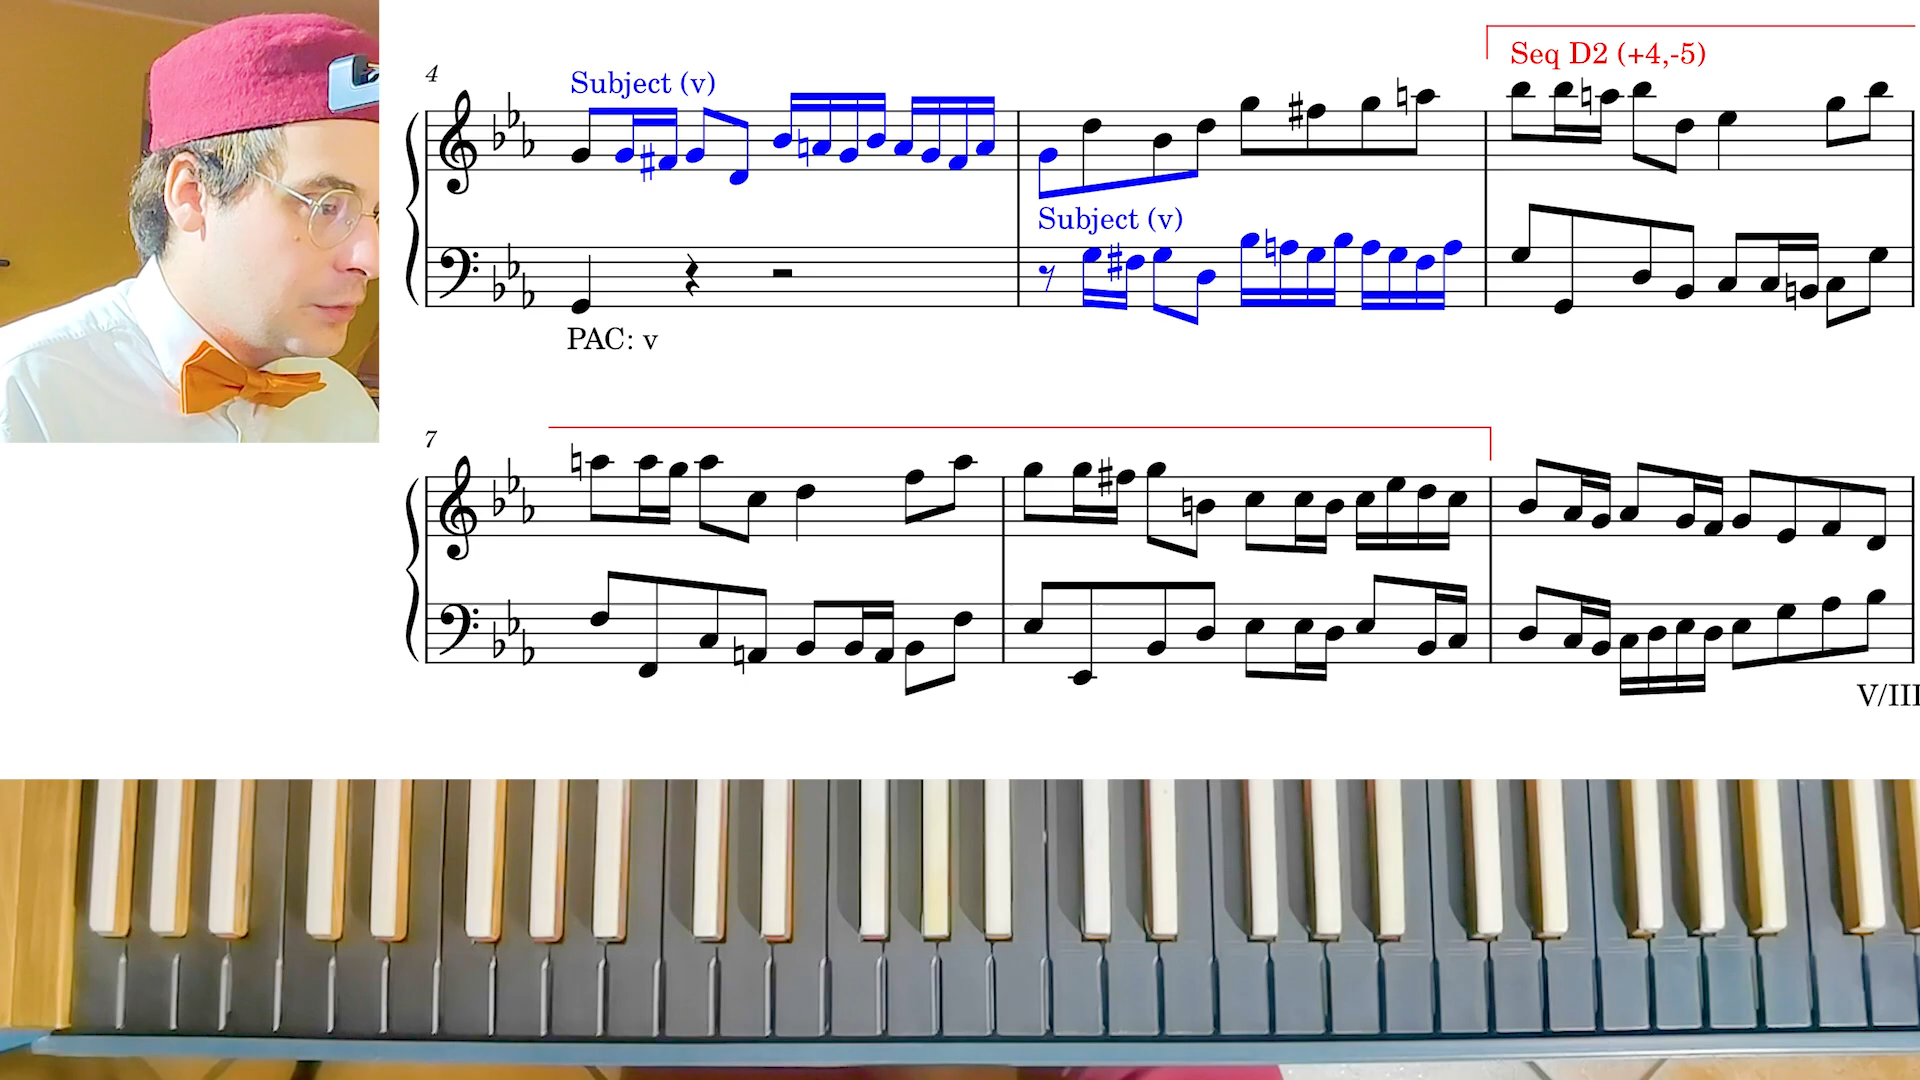 4
Subject (v)
Seq D2 (+4,-5)
Subject (v)
PAC: v
7
V/III